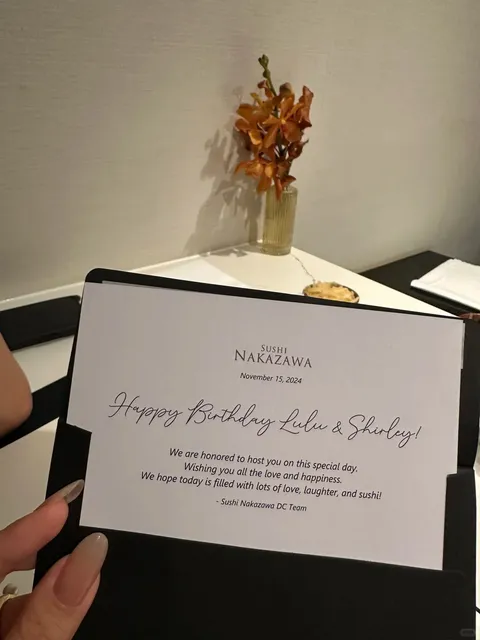 SUSHI
NAKAZAWA
November 15, 2024
Happy Birthday Lulu & Shirley!
We are honored to host you on this special day.
Wishing you all the love and happiness.
We hope today is filled with lots of love, laughter, and sushi!
- Sushi Nakazawa DC Team